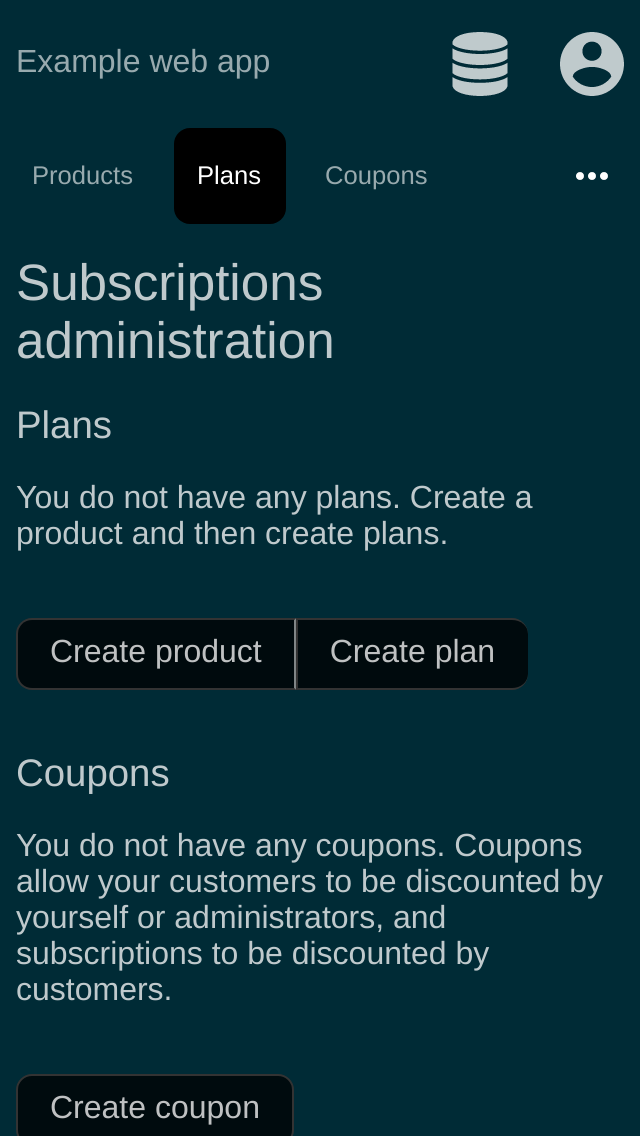 Example web app
Products Plans Coupons
Subscriptions
administration
Plans
You do not have any plans. Create a
product and then create plans.
Create product Create plan
Coupons
You do not have any coupons. Coupons
allow your customers to be discounted by
yourself or administrators, and
subscriptions to be discounted by
customers.
Create coupon